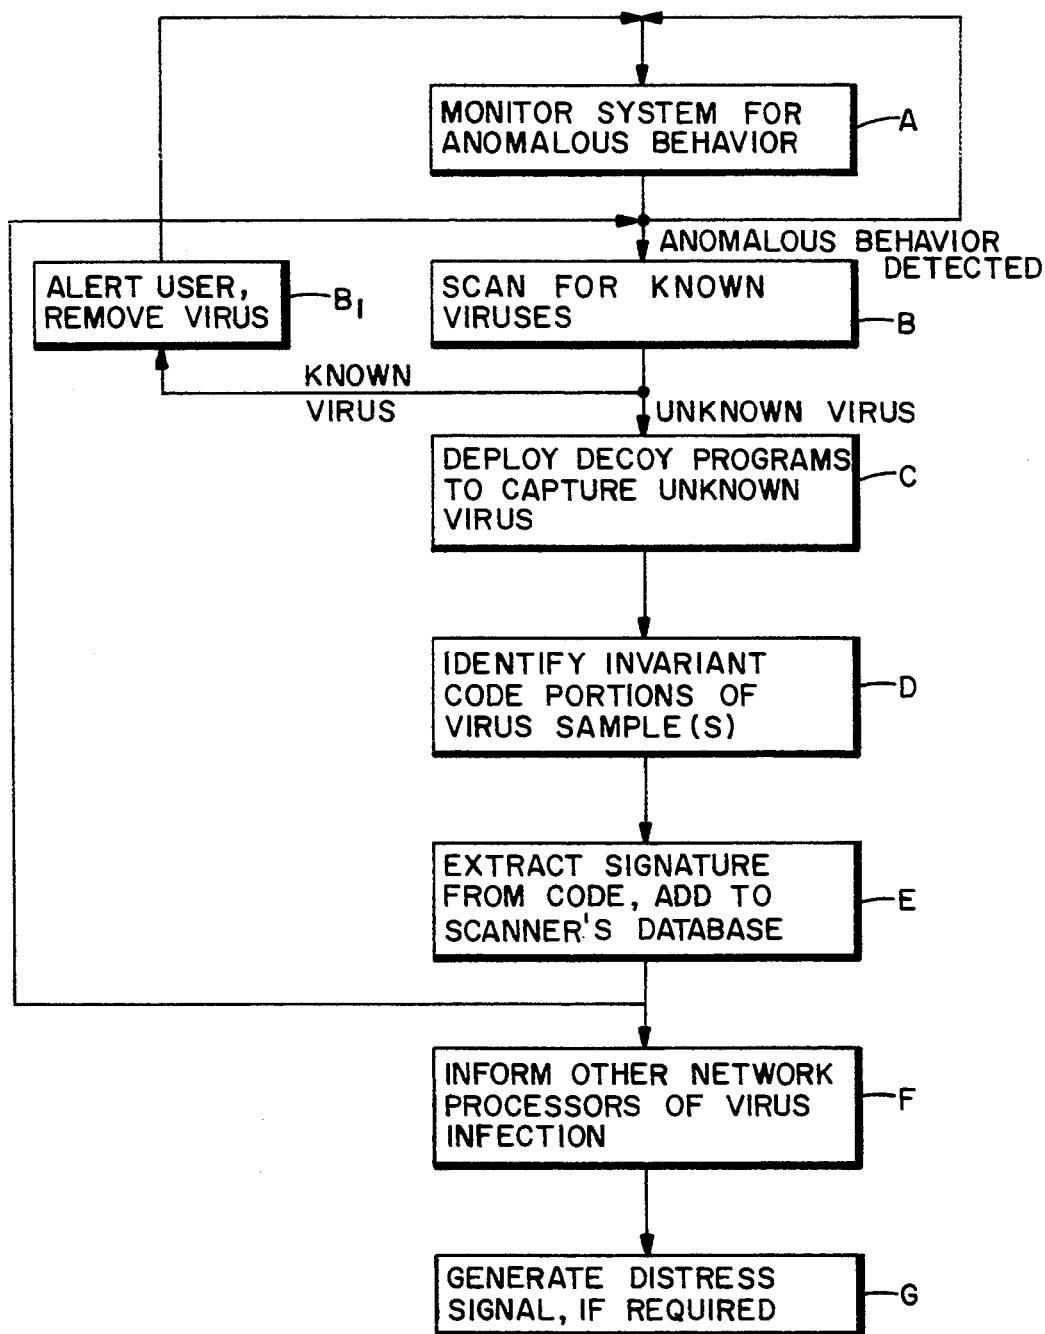 MONITOR SYSTEM FOR
ANOMALOUS BEHAVIOR
A
ANOMALOUS BEHAVIOR
DETECTED
ALERT USER,
REMOVE VIRUS
B1
SCAN FOR KNOWN
VIRUSES
B
KNOWN
VIRUS
UNKNOWN VIRUS
DEPLOY DECOY PROGRAMS
TO CAPTURE UNKNOWN
VIRUS
C
IDENTIFY INVARIANT
CODE PORTIONS OF
VIRUS SAMPLE(S)
D
EXTRACT SIGNATURE
FROM CODE, ADD TO
SCANNER'S DATABASE
E
INFORM OTHER NETWORK
PROCESSORS OF VIRUS
INFECTION
F
GENERATE DISTRESS
SIGNAL, IF REQUIRED
G